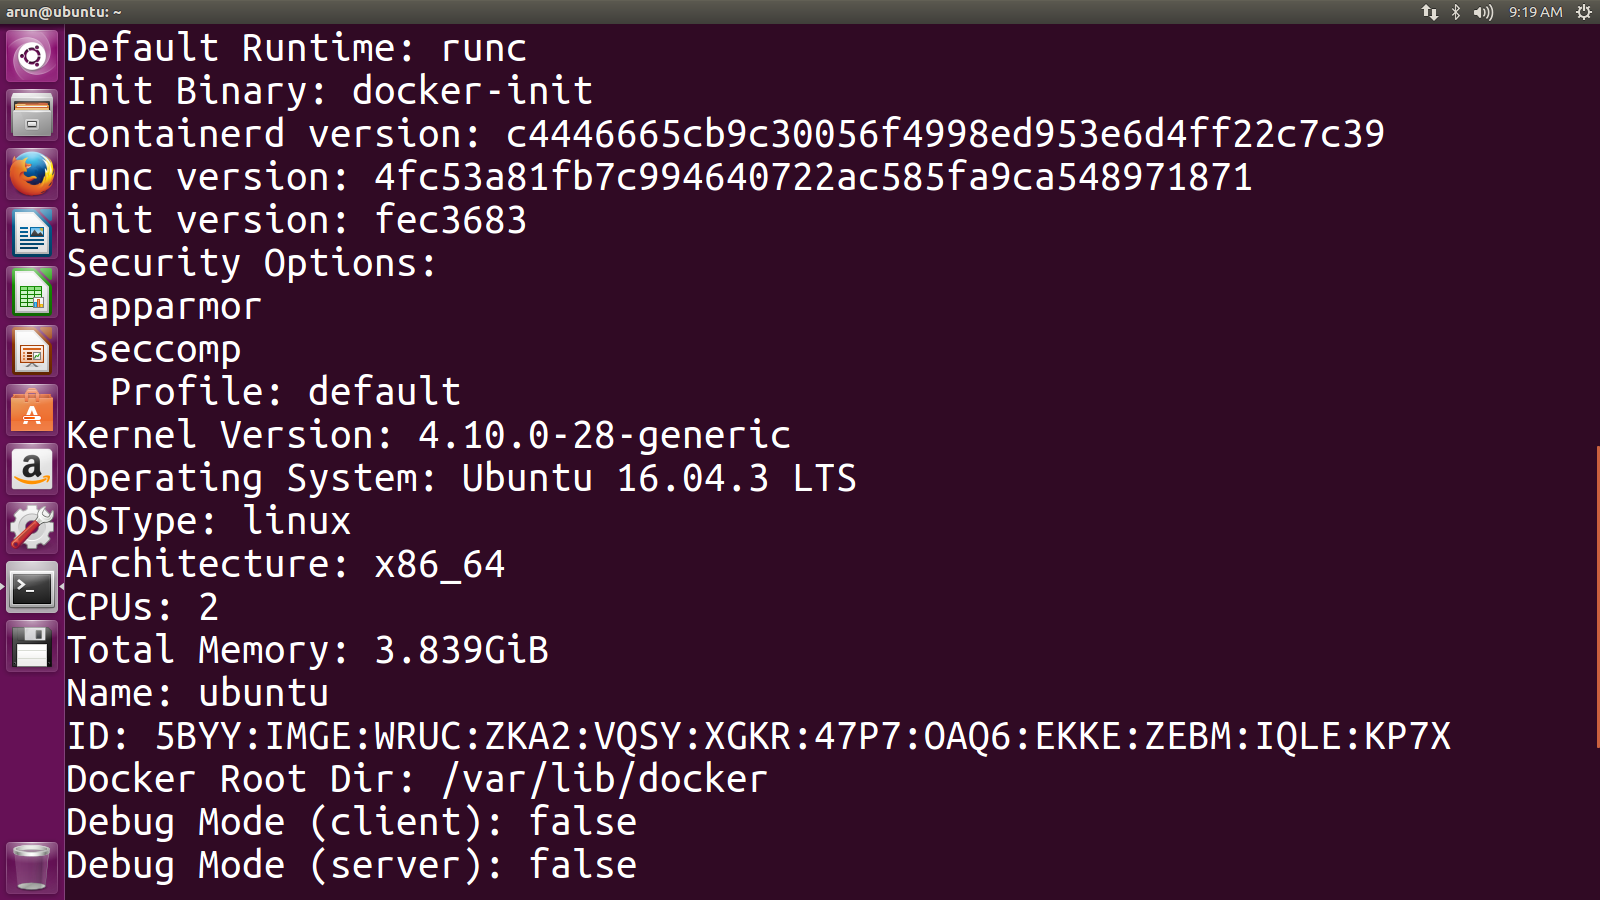 arun@ubuntu: ~
9:19 AM
Default Runtime: runc
Init Binary: docker-init
containerd version: c4446665cb9c30056f4998ed953e6d4ff22c7c39
runc version: 4fc53a81fb7c994640722ac585fa9ca548971871
init version: fec3683
Security Options:
 apparmor
 seccomp
  Profile: default
Kernel Version: 4.10.0-28-generic
Operating System: Ubuntu 16.04.3 LTS
OSType: linux
Architecture: x86_64
CPUs: 2
Total Memory: 3.839GiB
Name: ubuntu
ID: 5BYY:IMGE:WRUC:ZKA2:VQSY:XGKR:47P7:OAQ6:EKKE:ZEBM:IQLE:KP7X
Docker Root Dir: /var/lib/docker
Debug Mode (client): false
Debug Mode (server): false